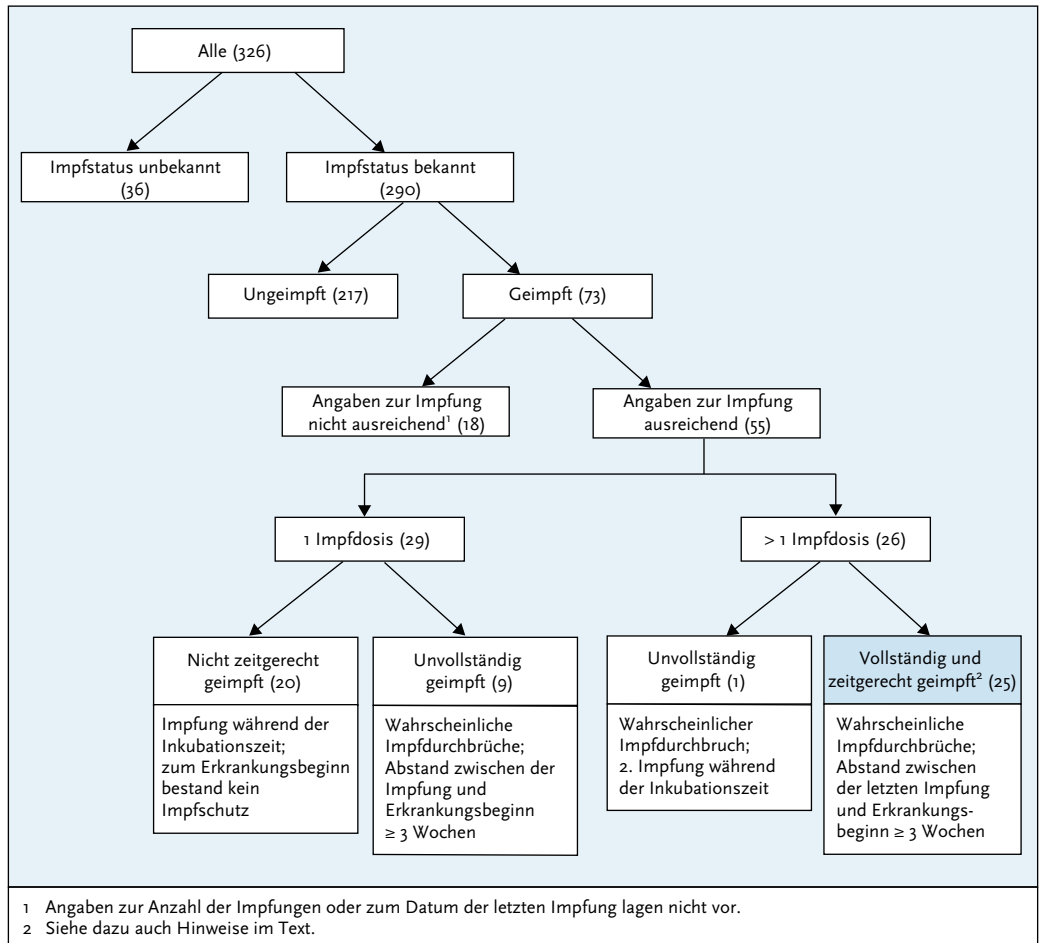 Alle (326)
Impfstatus unbekannt
(36)
Impfstatus bekannt
(290)
Ungeimpft (217)
Geimpft (73)
Angaben zur Impfung
nicht ausreichend¹ (18)
Angaben zur Impfung
ausreichend (55)
1 Impfdosis (29)
> 1 Impfdosis (26)
Nicht zeitgerecht
geimpft (20)
Impfung während der
Inkubationszeit;
zum Erkrankungsbeginn
bestand kein
Impfschutz
Unvollständig
geimpft (9)
Wahrscheinliche
Impfdurchbrüche;
Abstand zwischen der
Impfung und
Erkrankungsbeginn
≥ 3 Wochen
Unvollständig
geimpft (1)
Wahrscheinlicher
Impfdurchbruch;
2. Impfung während
der Inkubationszeit
Vollständig und
zeitgerecht geimpft² (25)
Wahrscheinliche
Impfdurchbrüche;
Abstand zwischen
der letzten Impfung
und Erkrankungs-
beginn ≥ 3 Wochen
1 Angaben zur Anzahl der Impfungen oder zum Datum der letzten Impfung lagen nicht vor.
2 Siehe dazu auch Hinweise im Text.